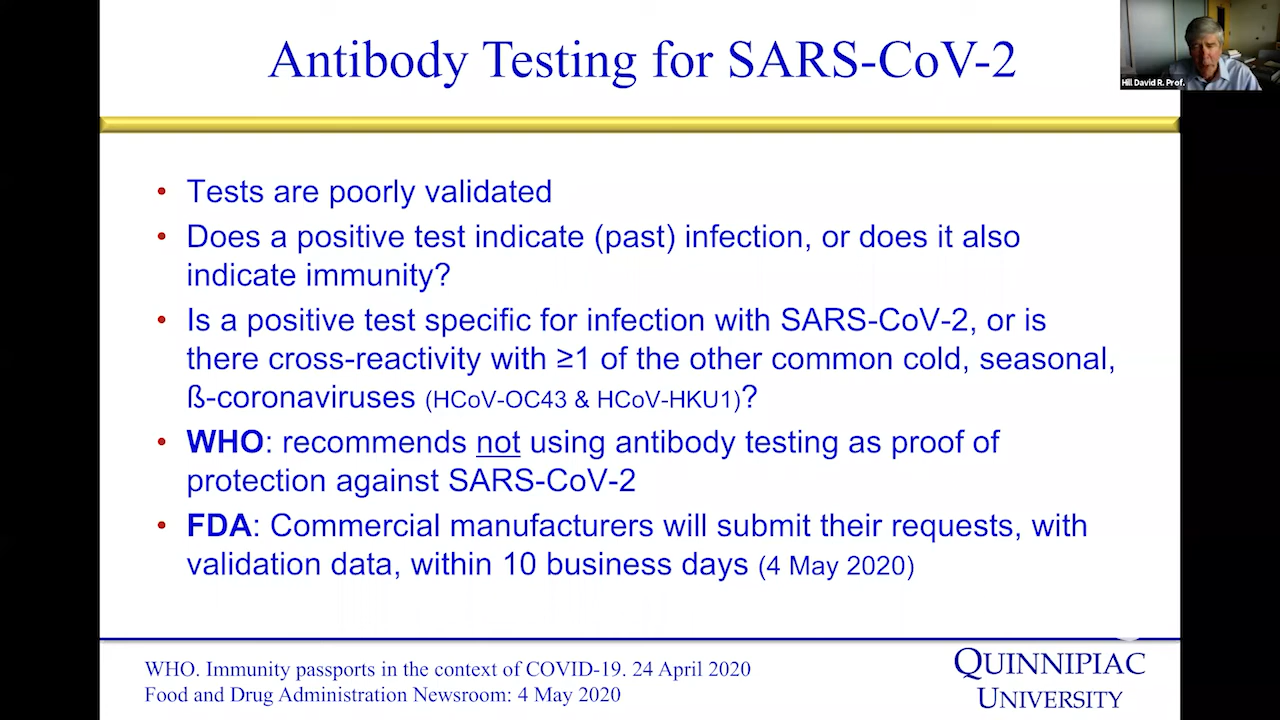 Antibody Testing for SARS-CoV-2
Hill David R. Prof.
• Tests are poorly validated
• Does a positive test indicate (past) infection, or does it also
indicate immunity?
• Is a positive test specific for infection with SARS-CoV-2, or is
there cross-reactivity with ≥1 of the other common cold, seasonal,
ß-coronaviruses (HCoV-OC43 & HCoV-HKU1)?
• WHO: recommends not using antibody testing as proof of
protection against SARS-CoV-2
• FDA: Commercial manufacturers will submit their requests, with
validation data, within 10 business days (4 May 2020)
WHO. Immunity passports in the context of COVID-19. 24 April 2020
Food and Drug Administration Newsroom: 4 May 2020
QUINNIPIAC
UNIVERSITY